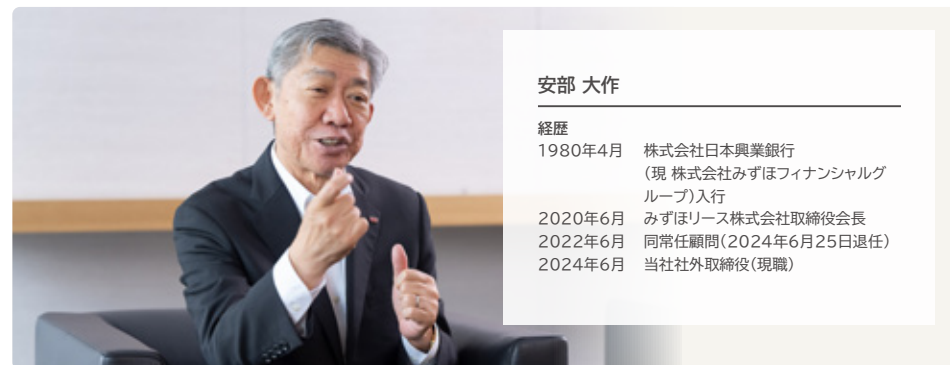 安部 大作
経歴
1980年4月 株式会社日本興業銀行
(現 株式会社みずほフィナンシャルグ
ループ)入行
2020年6月 みずほリース株式会社取締役会長
2022年6月 同常任顧問(2024年6月25日退任)
2024年6月 当社社外取締役(現職)